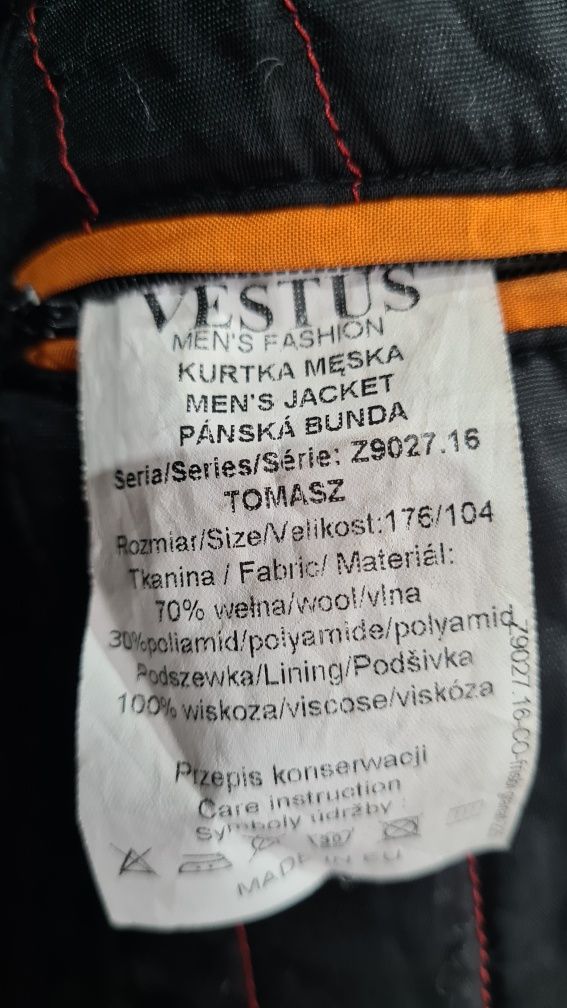 VESTUS
MEN'S FASHION
KURTKA MĘSKA
MEN'S JACKET
PÁNSKÁ BUNDA
Seria/Series/Série: Z9027.16
TOMASZ
Rozmiar/Size/Velikost:176/104
Tkanina / Fabric/ Materiál:
70% wełna/wool/vlna
30%poliamid/polyamide/polyamid
Podszewka/Lining/Podšívka
100% wiskoza/viscose/viskóza
Przepis konserwacji
Care instruction
Symboly údržby
MADE IN EU
Z9027.16-00